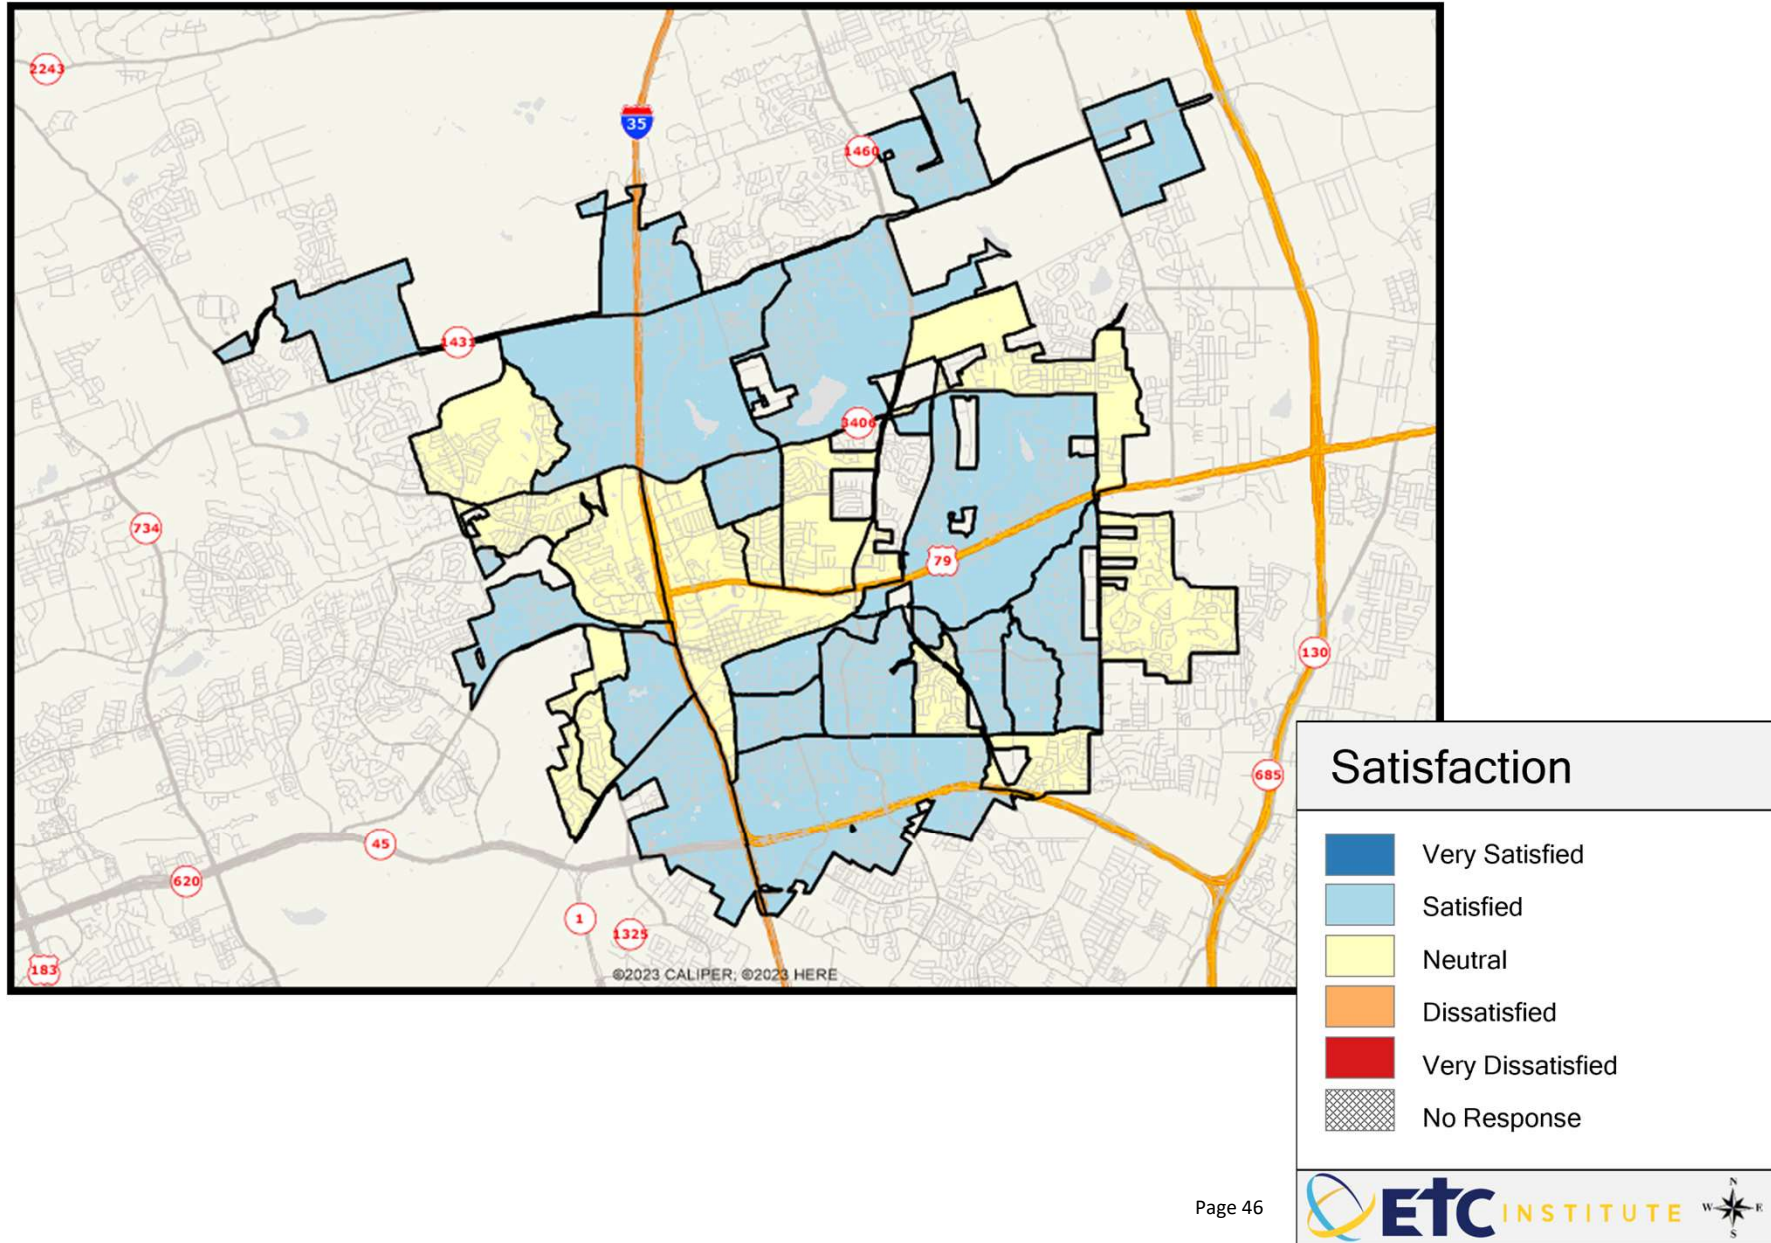 2243
35
1460
1431
3406
734
79
130
685
45
620
1
1325
183
©2023 CALIPER; ©2023 HERE
Satisfaction
Very Satisfied
Satisfied
Neutral
Dissatisfied
Very Dissatisfied
No Response
Page 46
ETC INSTITUTE
N
W E
S